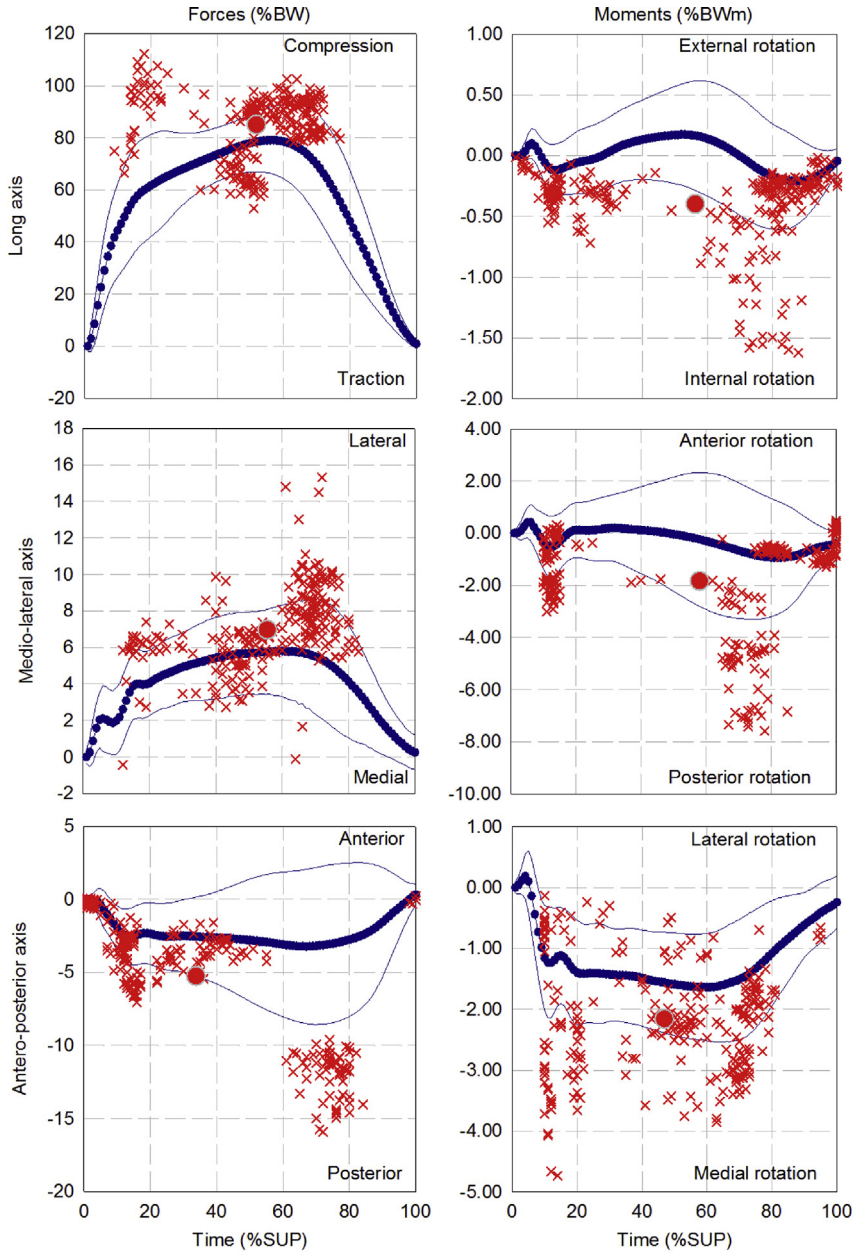 Forces (%BW)
Moments (%BWm)
Long axis
120
100
80
60
40
20
0
-20
Compression
Traction
1.00
0.50
0.00
-0.50
-1.00
-1.50
-2.00
External rotation
Internal rotation
Medio-lateral axis
18
16
14
12
10
8
6
4
2
0
-2
Lateral
Medial
4.00
2.00
0.00
-2.00
-4.00
-6.00
-8.00
-10.00
Anterior rotation
Posterior rotation
Antero-posterior axis
5
0
-5
-10
-15
-20
Anterior
Posterior
0 20 40 60 80 100
Time (%SUP)
1.00
0.00
-1.00
-2.00
-3.00
-4.00
-5.00
Lateral rotation
Medial rotation
0 20 40 60 80 100
Time (%SUP)